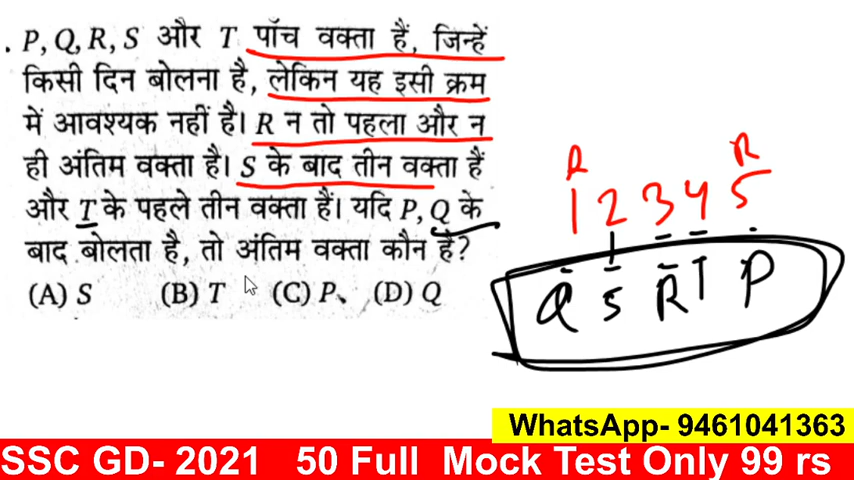 . P, Q, R, S और T पाँच वक्ता हैं, जिन्हें
किसी दिन बोलना है, लेकिन यह इसी क्रम
में आवश्यक नहीं है। R न तो पहला और न
ही अंतिम वक्ता है। S के बाद तीन वक्ता हैं
और T के पहले तीन वक्ता हैं। यदि P, Q के
बाद बोलता है, तो अंतिम वक्ता कौन है?
(A) S (B) T (C) P (D) Q
R R
1 2 3 4 5
Q S R T P
WhatsApp- 9461041363
SSC GD- 2021 50 Full Mock Test Only 99 rs